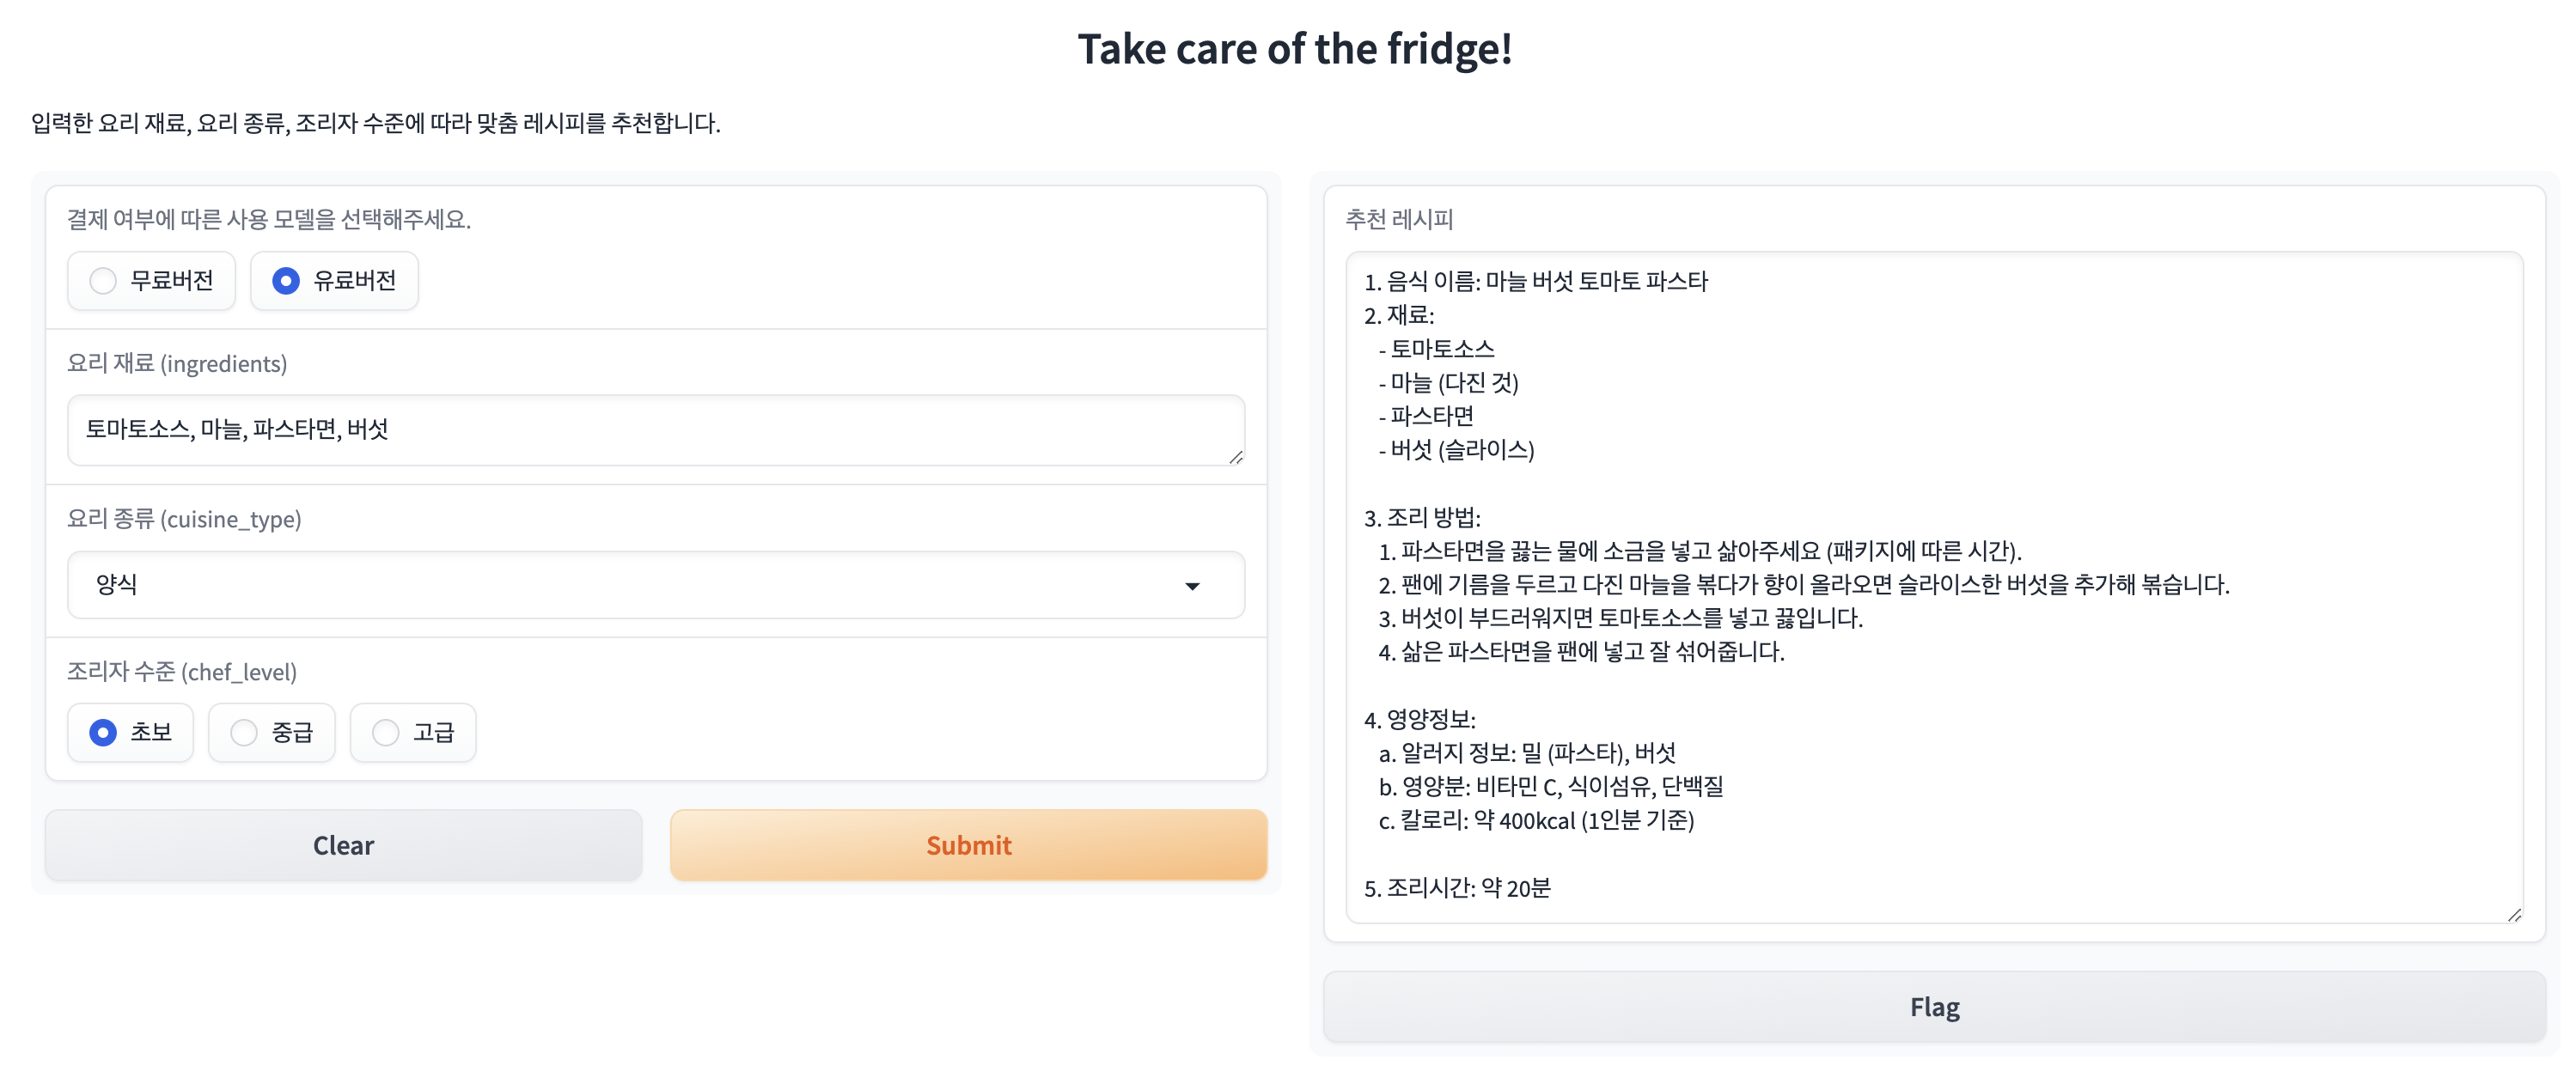 Take care of the fridge!
입력한 요리 재료, 요리 종류, 조리자 수준에 따라 맞춤 레시피를 추천합니다.
결제 여부에 따른 사용 모델을 선택해주세요.
무료버전
유료버전
요리 재료 (ingredients)
토마토소스, 마늘, 파스타면, 버섯
요리 종류 (cuisine_type)
양식
조리자 수준 (chef_level)
초보
중급
고급
Clear
Submit
추천 레시피
1. 음식 이름: 마늘 버섯 토마토 파스타
2. 재료:
- 토마토소스
- 마늘 (다진 것)
- 파스타면
- 버섯 (슬라이스)
3. 조리 방법:
1. 파스타면을 끓는 물에 소금을 넣고 삶아주세요 (패키지에 따른 시간).
2. 팬에 기름을 두르고 다진 마늘을 볶다가 향이 올라오면 슬라이스한 버섯을 추가해 볶습니다.
3. 버섯이 부드러워지면 토마토소스를 넣고 끓입니다.
4. 삶은 파스타면을 팬에 넣고 잘 섞어줍니다.
4. 영양정보:
a. 알러지 정보: 밀 (파스타), 버섯
b. 영양분: 비타민 C, 식이섬유, 단백질
c. 칼로리: 약 400kcal (1인분 기준)
5. 조리시간: 약 20분
Flag